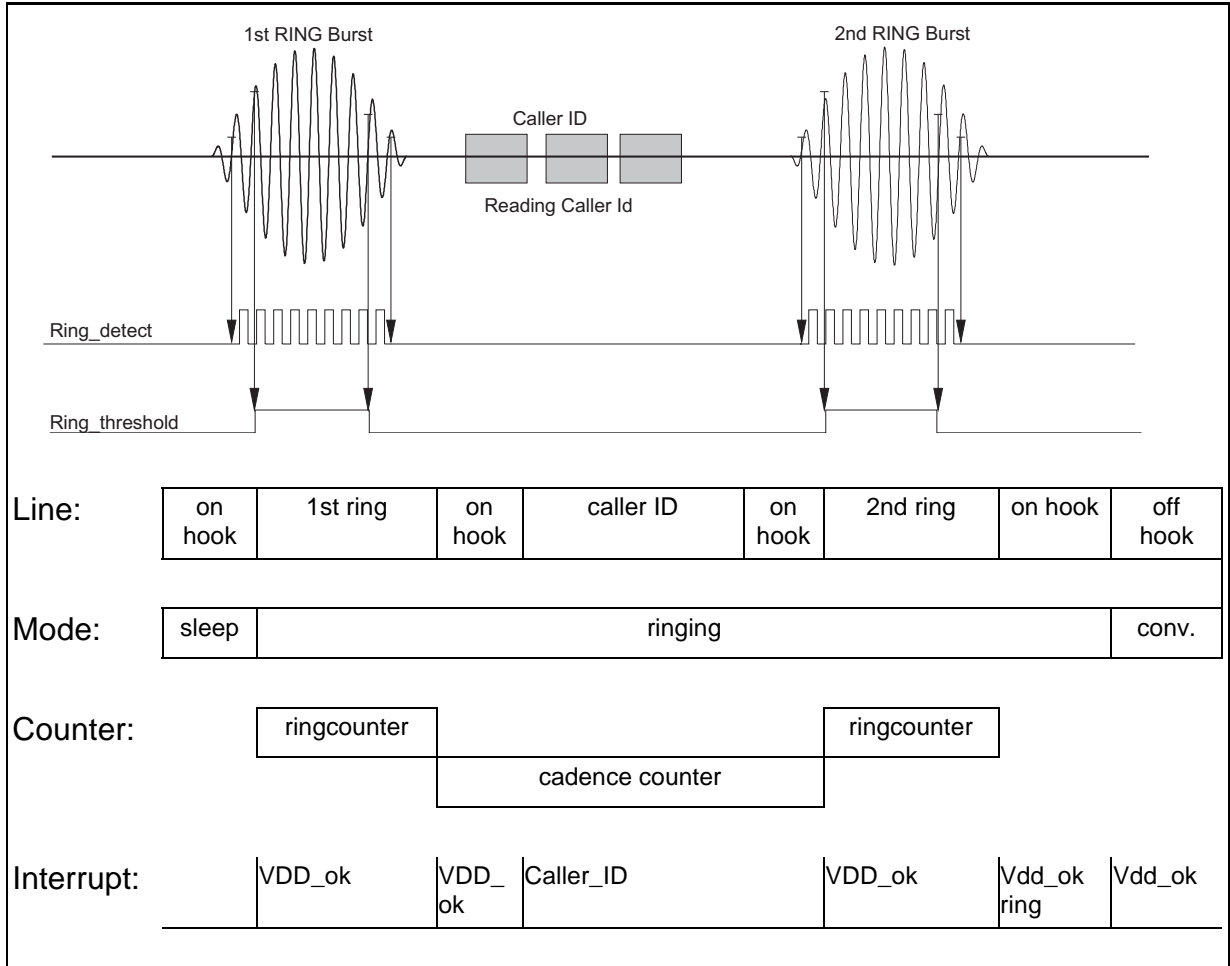 1st RING Burst
2nd RING Burst
Caller ID
Reading Caller Id
Ring_detect
Ring_threshold
Line:
on
hook
1st ring
on
hook
caller ID
on
hook
2nd ring
on hook
off
hook
Mode:
sleep
ringing
conv.
Counter:
ringcounter
ringcounter
cadence counter
Interrupt:
VDD_ok
VDD_
ok
Caller_ID
VDD_ok
Vdd_ok
ring
Vdd_ok